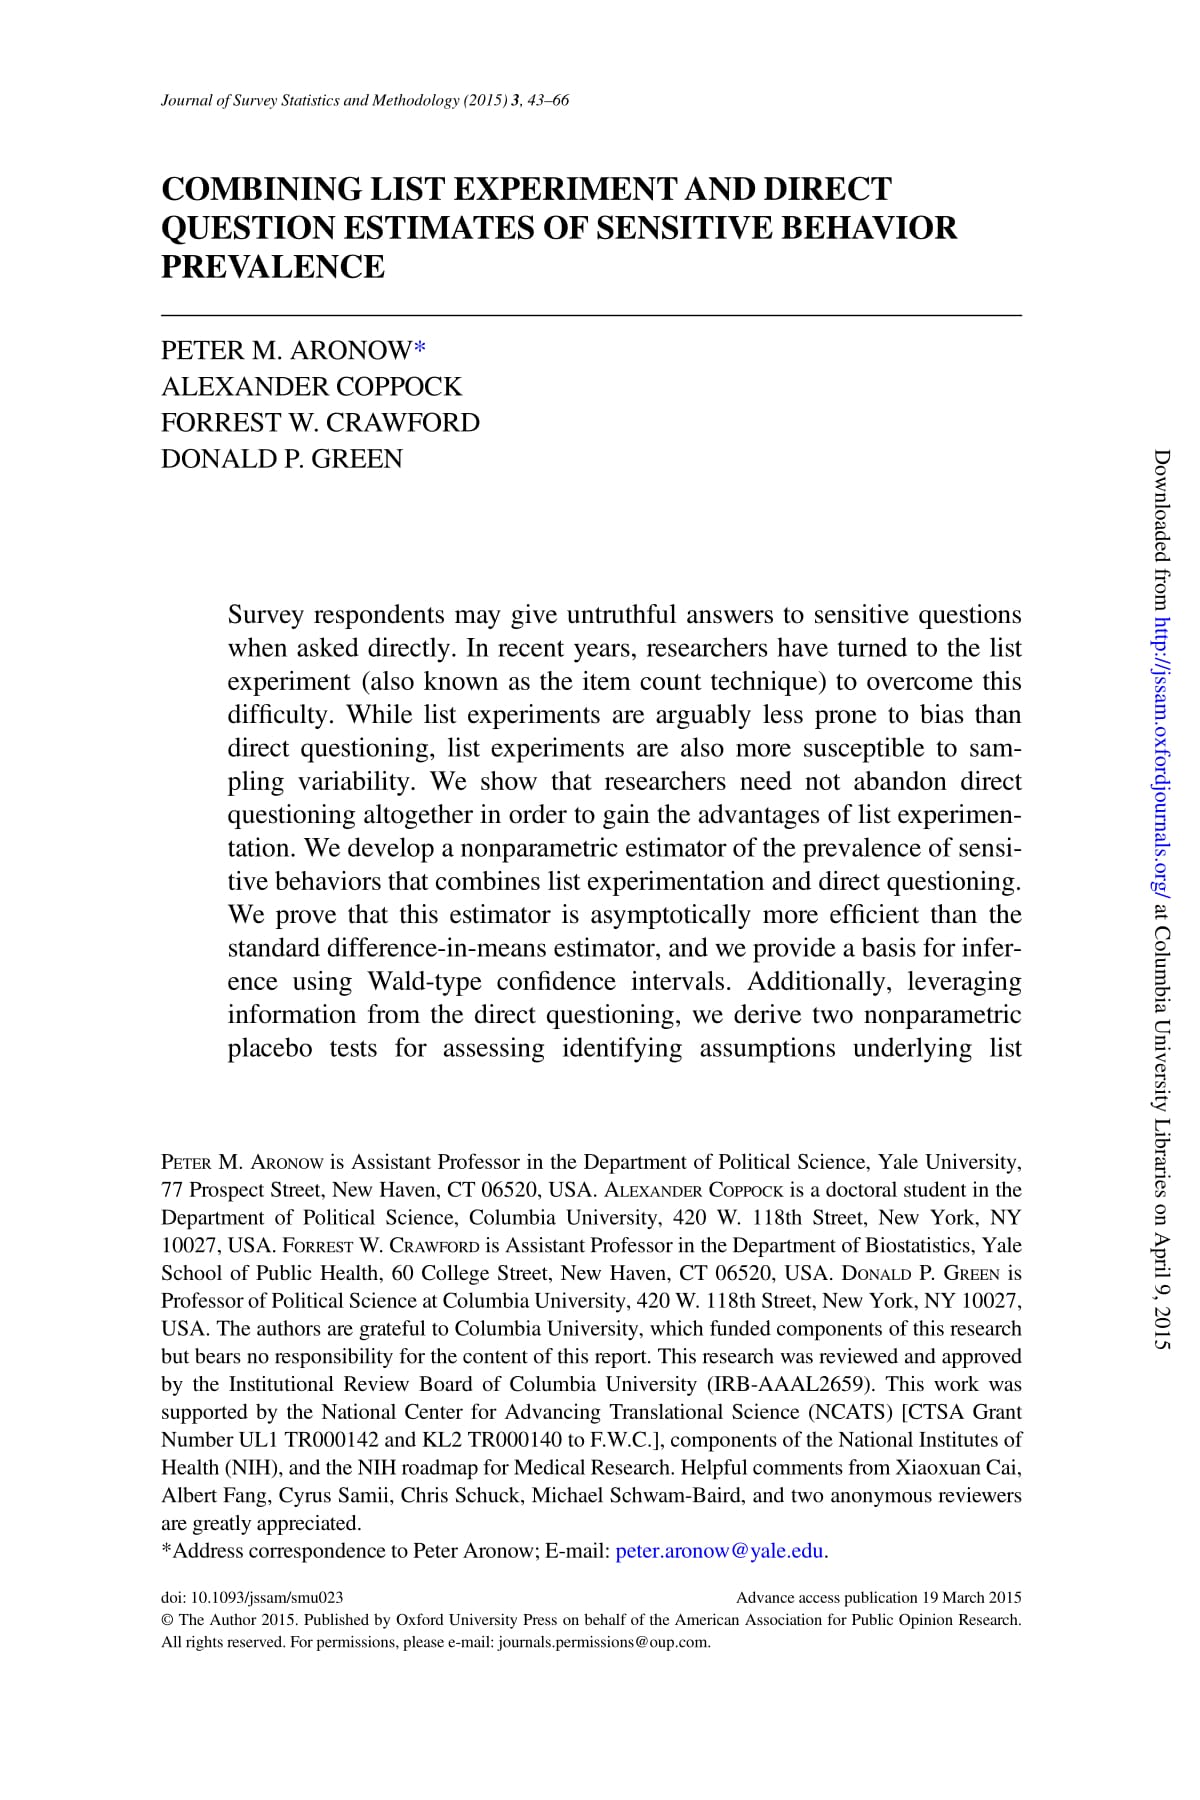 Journal of Survey Statistics and Methodology (2015) 3, 43–66
COMBINING LIST EXPERIMENT AND DIRECT
QUESTION ESTIMATES OF SENSITIVE BEHAVIOR
PREVALENCE
PETER M. ARONOW*
ALEXANDER COPPOCK
FORREST W. CRAWFORD
DONALD P. GREEN
Survey respondents may give untruthful answers to sensitive questions
when asked directly. In recent years, researchers have turned to the list
experiment (also known as the item count technique) to overcome this
difficulty. While list experiments are arguably less prone to bias than
direct questioning, list experiments are also more susceptible to sam-
pling variability. We show that researchers need not abandon direct
questioning altogether in order to gain the advantages of list experimen-
tation. We develop a nonparametric estimator of the prevalence of sensi-
tive behaviors that combines list experimentation and direct questioning.
We prove that this estimator is asymptotically more efficient than the
standard difference-in-means estimator, and we provide a basis for infer-
ence using Wald-type confidence intervals. Additionally, leveraging
information from the direct questioning, we derive two nonparametric
placebo tests for assessing identifying assumptions underlying list
PETER M. ARONOW is Assistant Professor in the Department of Political Science, Yale University,
77 Prospect Street, New Haven, CT 06520, USA. ALEXANDER COPPOCK is a doctoral student in the
Department of Political Science, Columbia University, 420 W. 118th Street, New York, NY
10027, USA. FORREST W. CRAWFORD is Assistant Professor in the Department of Biostatistics, Yale
School of Public Health, 60 College Street, New Haven, CT 06520, USA. DONALD P. GREEN is
Professor of Political Science at Columbia University, 420 W. 118th Street, New York, NY 10027,
USA. The authors are grateful to Columbia University, which funded components of this research
but bears no responsibility for the content of this report. This research was reviewed and approved
by the Institutional Review Board of Columbia University (IRB-AAAL2659). This work was
supported by the National Center for Advancing Translational Science (NCATS) [CTSA Grant
Number UL1 TR000142 and KL2 TR000140 to F.W.C.], components of the National Institutes of
Health (NIH), and the NIH roadmap for Medical Research. Helpful comments from Xiaoxuan Cai,
Albert Fang, Cyrus Samii, Chris Schuck, Michael Schwam-Baird, and two anonymous reviewers
are greatly appreciated.
*Address correspondence to Peter Aronow; E-mail: peter.aronow@yale.edu.
doi: 10.1093/jssam/smu023 Advance access publication 19 March 2015
© The Author 2015. Published by Oxford University Press on behalf of the American Association for Public Opinion Research.
All rights reserved. For permissions, please e-mail: journals.permissions@oup.com.
Downloaded from http://jssam.oxfordjournals.org/ at Columbia University Libraries on April 9, 2015